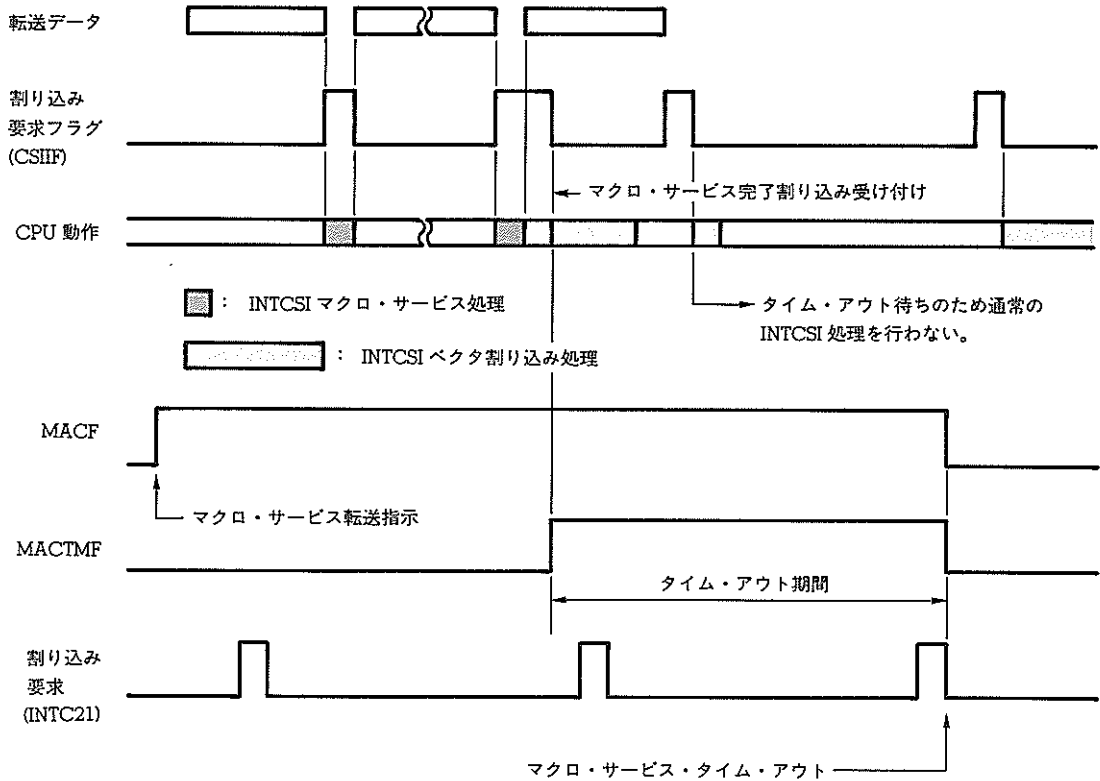 転送データ
割り込み
要求フラグ
(CSIIF)
マクロ・サービス完了割り込み受け付け
CPU 動作
: INTCSI マクロ・サービス処理
タイム・アウト待ちのため通常の
INTCSI 処理を行わない。
: INTCSI ベクタ割り込み処理
MACF
マクロ・サービス転送指示
MACTMF
タイム・アウト期間
割り込み
要求
(INTC21)
マクロ・サービス・タイム・アウト